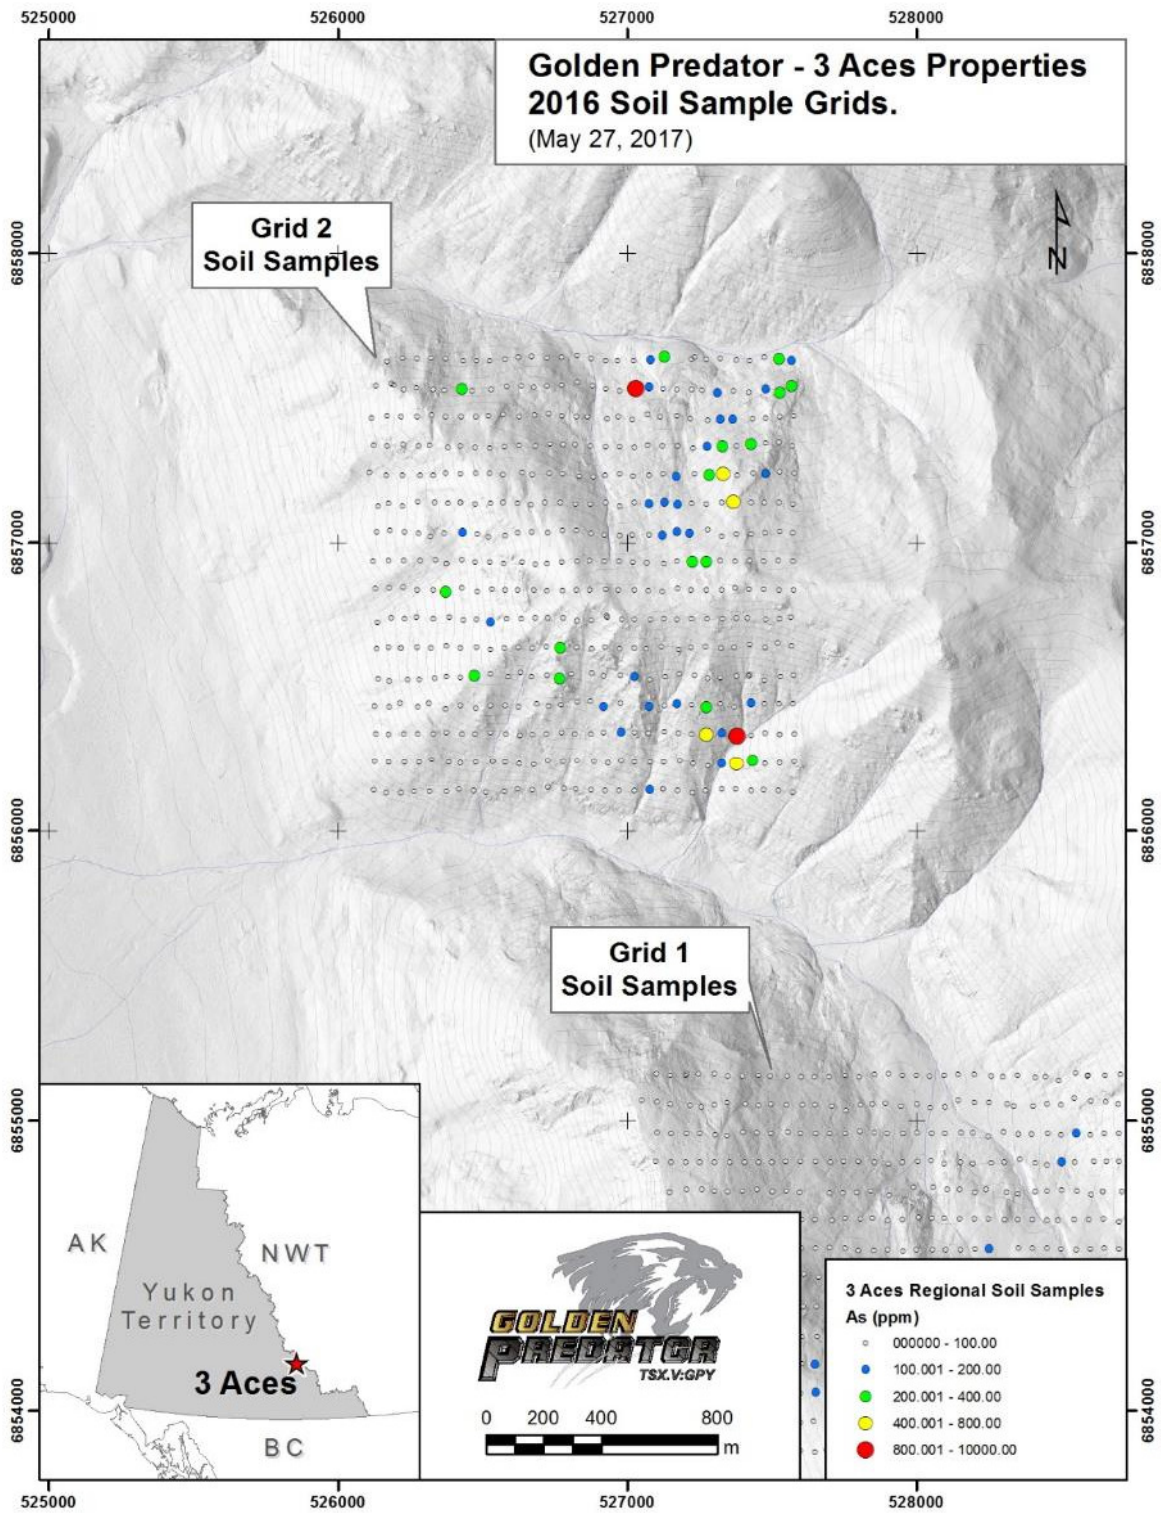 525000 526000 527000 528000
Golden Predator - 3 Aces Properties
2016 Soil Sample Grids.
(May 27, 2017)
Grid 2
Soil Samples
N
6858000 6858000
6857000 6857000
6856000 6856000
Grid 1
Soil Samples
6855000 6855000
AK
NWT
Yukon
Territory
3 Aces
BC
GOLDEN
PREDATOR
TSX.V:GPY
0 200 400 800
m
3 Aces Regional Soil Samples
As (ppm)
000000 - 100.00
100.001 - 200.00
200.001 - 400.00
400.001 - 800.00
800.001 - 10000.00
6854000 6854000
525000 526000 527000 528000